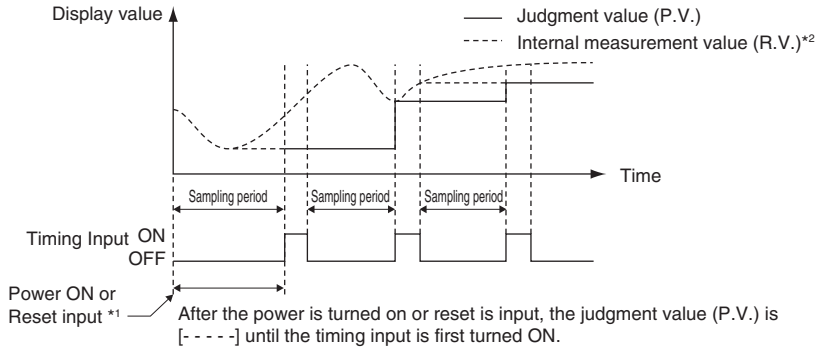 Display value
Judgment value (P.V.)
Internal measurement value (R.V.)*2
Time
Sampling period
Sampling period
Sampling period
Timing Input ON
OFF
Power ON or
Reset input *1
After the power is turned on or reset is input, the judgment value (P.V.) is
[- - - - -] until the timing input is first turned ON.